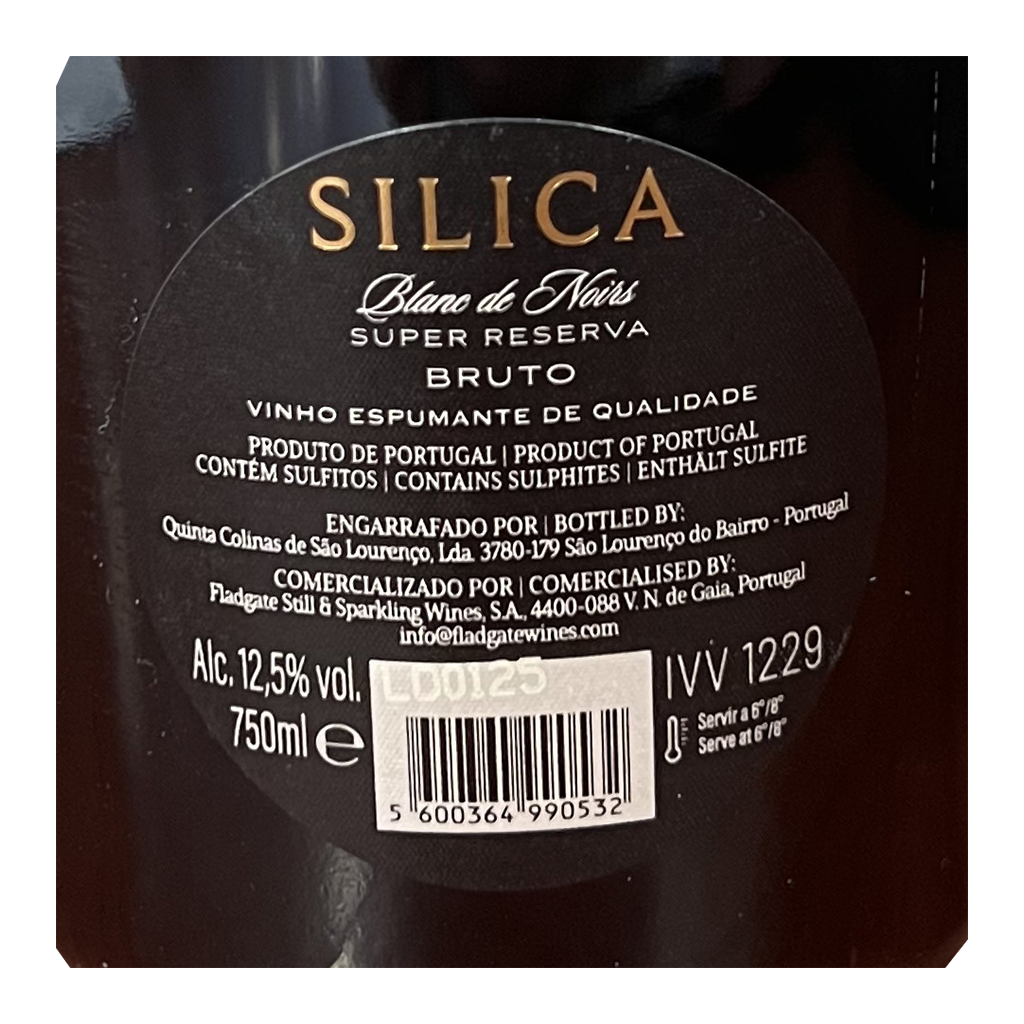 SILICA
Blanc de Noirs
SUPER RESERVA
BRUTO
VINHO ESPUMANTE DE QUALIDADE
PRODUTO DE PORTUGAL | PRODUCT OF PORTUGAL
CONTÉM SULFITOS | CONTAINS SULPHITES | ENTHÄLT SULFITE
ENGARRAFADO POR | BOTTLED BY:
Quinta Colinas de São Lourenço, Lda. 3780-179 São Lourenço do Bairro - Portugal
COMERCIALIZADO POR | COMERCIALISED BY:
Fladgate Still & Sparkling Wines, S.A., 4400-088 V. N. de Gaia, Portugal
info@fladgatewines.com
Alc. 12,5% vol.
750ml e
LD0125
IVV 1229
Servir a 6°/8°
Serve at 6°/8°
5 600364 990532